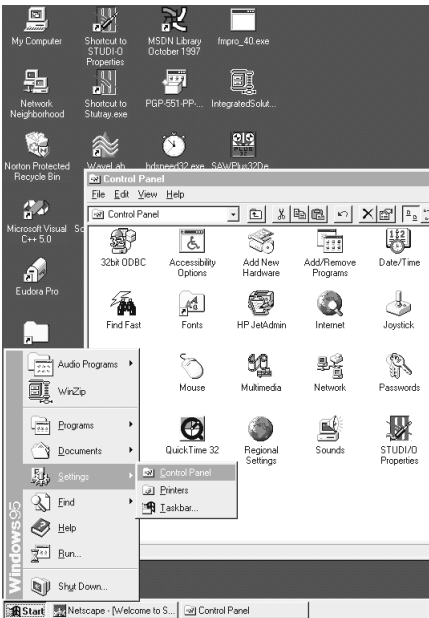 My Computer
Shortcut to
STUDI-O
Properties
MSDN Library
October 1997
fmpro_40.exe
Network
Neighborhood
Shortcut to
Stutray.exe
PGP-551-PP-...
IntegratedSolut...
Norton Protected
Recycle Bin
WaveLab
hdspeed32.exe
SAWPlus32De...
Microsoft Visual
C++ 5.0
Sc
Eudora Pro
Control Panel
File Edit View Help
Control Panel
32bit ODBC
Accessibility
Options
Add New
Hardware
Add/Remove
Programs
Date/Time
Find Fast
Fonts
HP JetAdmin
Internet
Joystick
Mouse
Multimedia
Network
Passwords
QuickTime 32
Regional
Settings
Sounds
STUDI/O
Properties
Audio Programs
WinZip
Programs
Documents
Settings
Find
Help
Run...
Shut Down...
Windows95
Control Panel
Printers
Taskbar...
Start
Netscape - [Welcome to S...
Control Panel